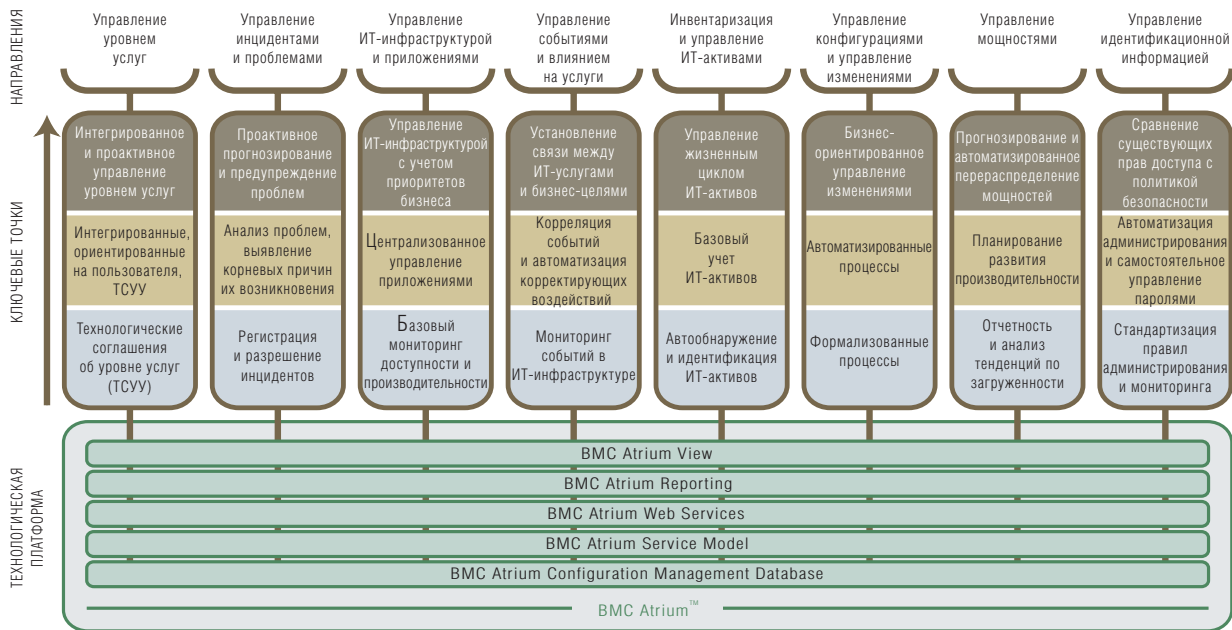 НАПРАВЛЕНИЯ
Управление
уровнем
услуг
Управление
инцидентами
и проблемами
Управление
ИТ-инфраструктурой
и приложениями
Управление
событиями
и влиянием
на услуги
Инвентаризация
и управление
ИТ-активами
Управление
конфигурациями
и управление
изменениями
Управление
мощностями
Управление
идентификационной
информацией
КЛЮЧЕВЫЕ ТОЧКИ
Интегрированное
и проактивное
управление
уровнем услуг
Проактивное
прогнозирование
и предупреждение
проблем
Управление
ИТ-инфраструктурой
с учетом
приоритетов
бизнеса
Установление
связи между
ИТ-услугами
и бизнес-целями
Управление
жизненным
циклом
ИТ-активов
Бизнес-
ориентированное
управление
изменениями
Прогнозирование и
автоматизированное
перераспределение
мощностей
Сравнение
существующих
прав доступа с
политикой
безопасности
Интегрированные,
ориентированные
на пользователя,
ТСУУ
Анализ проблем,
выявление
корневых причин
их возникновения
Централизованное
управление
приложениями
Корреляция
событий
и автоматизация
корректирующих
воздействий
Базовый
учет
ИТ-активов
Автоматизированные
процессы
Планирование
развития
производительности
Автоматизация
администрирования
и самостоятельное
управление
паролями
Технологические
соглашения
об уровне услуг
(ТСУУ)
Регистрация
и разрешение
инцидентов
Базовый
мониторинг
доступности и
производительности
Мониторинг
событий в
ИТ-инфраструктуре
Автообнаружение
и идентификация
ИТ-активов
Формализованные
процессы
Отчетность
и анализ
тенденций по
загруженности
Стандартизация
правил
администрирования
и мониторинга
ТЕХНОЛОГИЧЕСКАЯ
ПЛАТФОРМА
BMC Atrium View
BMC Atrium Reporting
BMC Atrium Web Services
BMC Atrium Service Model
BMC Atrium Configuration Management Database
BMC Atrium™